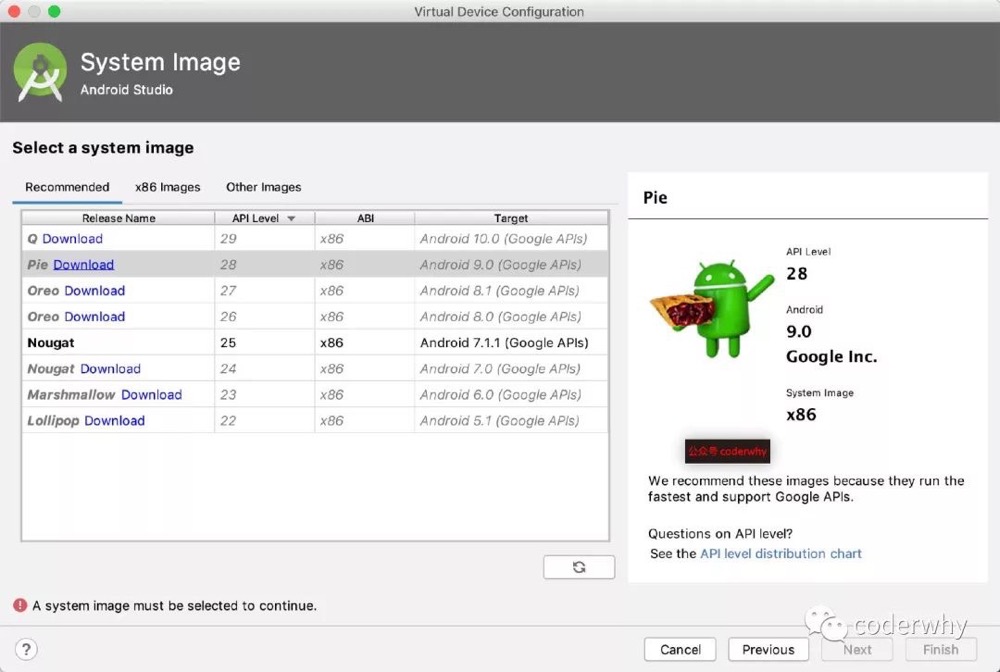 Virtual Device Configuration
System Image
Android Studio
Select a system image
Recommended x86 Images Other Images
Release Name API Level ABI Target
Q Download 29 x86 Android 10.0 (Google APIs)
Pie Download 28 x86 Android 9.0 (Google APIs)
Oreo Download 27 x86 Android 8.1 (Google APIs)
Oreo Download 26 x86 Android 8.0 (Google APIs)
Nougat 25 x86 Android 7.1.1 (Google APIs)
Nougat Download 24 x86 Android 7.0 (Google APIs)
Marshmallow Download 23 x86 Android 6.0 (Google APIs)
Lollipop Download 22 x86 Android 5.1 (Google APIs)
Pie
API Level
28
Android
9.0
Google Inc.
System Image
x86
公众号 coderwhy
We recommend these images because they run the
fastest and support Google APIs.
Questions on API level?
See the API level distribution chart
A system image must be selected to continue.
coderwhy
? Cancel Previous Next Finish